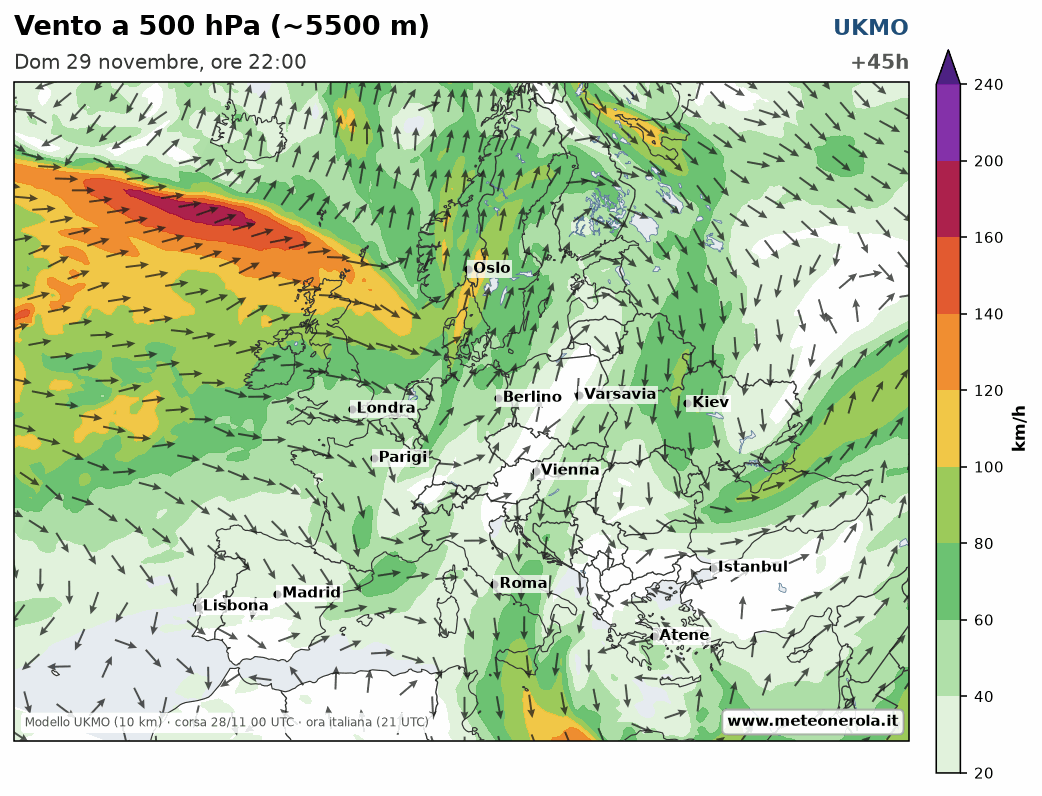 Vento a 500 hPa (~5500 m)
UKMO
Dom 29 novembre, ore 22:00
+45h
240
200
160
140
120
100
80
60
40
20
km/h
Oslo
Londra
Berlino
Varsavia
Kiev
Parigi
Vienna
Madrid
Lisbona
Roma
Istanbul
Atene
Modello UKMO (10 km) · corsa 28/11 00 UTC · ora italiana (21 UTC)
www.meteonerola.it